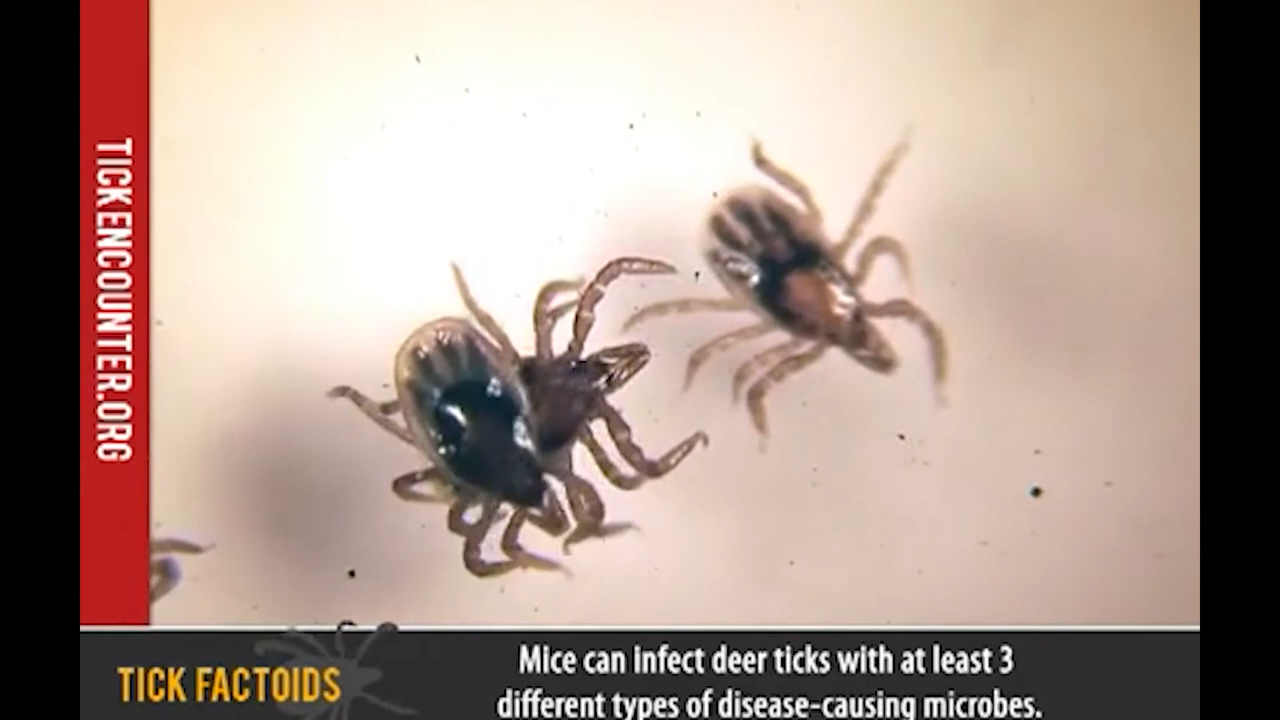 TICKENCOUNTER.ORG
TICK FACTOIDS
Mice can infect deer ticks with at least 3
different types of disease-causing microbes.